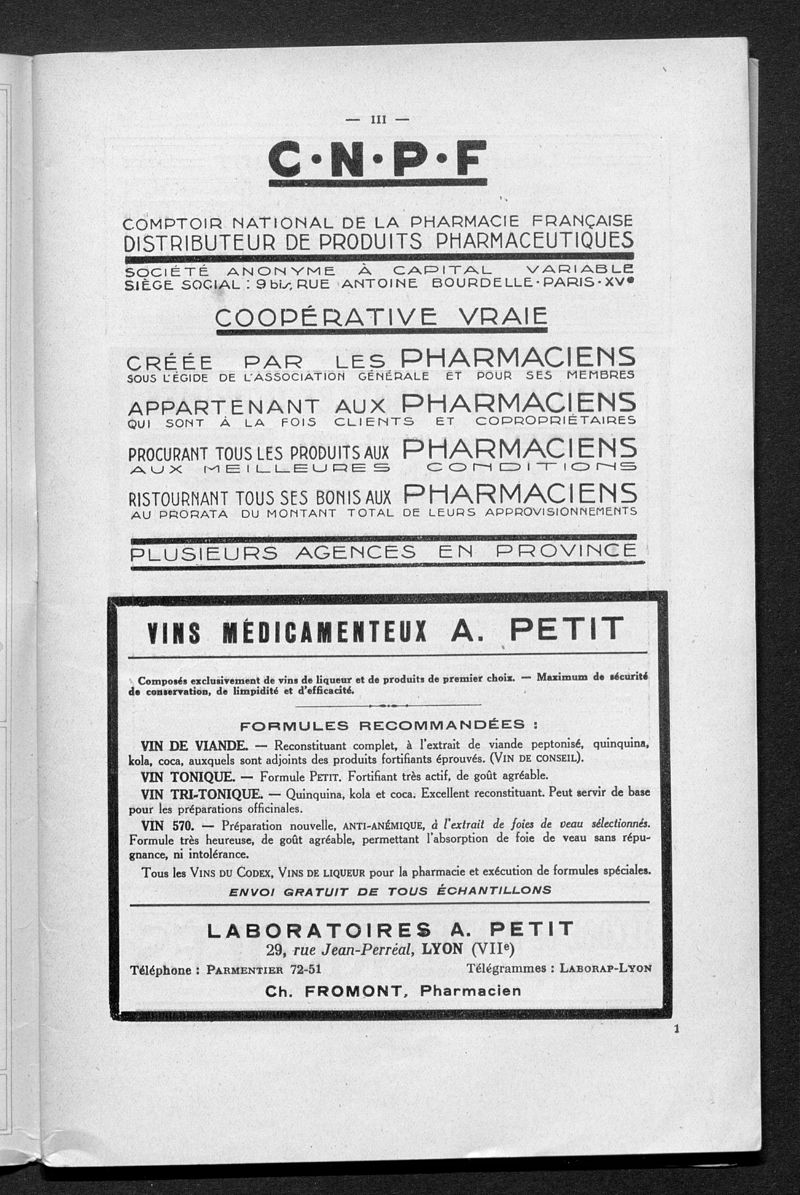 — III —
C·N·P·F
COMPTOIR NATIONAL DE LA PHARMACIE FRANÇAISE
DISTRIBUTEUR DE PRODUITS PHARMACEUTIQUES
SOCIÉTÉ ANONYME À CAPITAL VARIABLE
SIÈGE SOCIAL : 9 bis, RUE ANTOINE BOURDELLE · PARIS · XVe
COOPÉRATIVE VRAIE
CRÉÉE PAR LES PHARMACIENS
SOUS L'ÉGIDE DE L'ASSOCIATION GÉNÉRALE ET POUR SES MEMBRES
APPARTENANT AUX PHARMACIENS
QUI SONT À LA FOIS CLIENTS ET COPROPRIÉTAIRES
PROCURANT TOUS LES PRODUITS AUX PHARMACIENS
AUX MEILLEURES CONDITIONS
RISTOURNANT TOUS SES BONIS AUX PHARMACIENS
AU PRORATA DU MONTANT TOTAL DE LEURS APPROVISIONNEMENTS
PLUSIEURS AGENCES EN PROVINCE
VINS MÉDICAMENTEUX A. PETIT
Composés exclusivement de vins de liqueur et de produits de premier choix. — Maximum de sécurité
de conservation, de limpidité et d'efficacité.
FORMULES RECOMMANDÉES :
VIN DE VIANDE. — Reconstituant complet, à l'extrait de viande peptonisé, quinquina,
kola, coca, auxquels sont adjoints des produits fortifiants éprouvés. (VIN DE CONSEIL).
VIN TONIQUE. — Formule PETIT. Fortifiant très actif, de goût agréable.
VIN TRI-TONIQUE. — Quinquina, kola et coca. Excellent reconstituant. Peut servir de base
pour les préparations officinales.
VIN 570. — Préparation nouvelle, ANTI-ANÉMIQUE, à l'extrait de foies de veau sélectionnés.
Formule très heureuse, de goût agréable, permettant l'absorption de foie de veau sans répu-
gnance, ni intolérance.
Tous les VINS DU CODEX, VINS DE LIQUEUR pour la pharmacie et exécution de formules spéciales.
ENVOI GRATUIT DE TOUS ÉCHANTILLONS
LABORATOIRES A. PETIT
29, rue Jean-Perréal, LYON (VIIe)
Téléphone : PARMENTIER 72-51 Télégrammes : LABORAP-LYON
Ch. FROMONT, Pharmacien
1